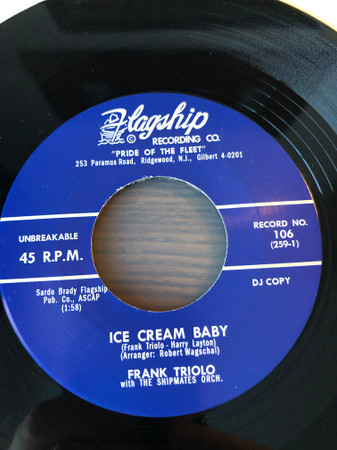 Flagship
© RECORDING CO.
"PRIDE OF THE FLEET"
253 Paramus Road, Ridgewood, N.J., Gilbert 4-0201
UNBREAKABLE
45 R.P.M.
RECORD NO.
106
(259-1)
Sardo Brady Flagship
Pub. Co., ASCAP
(1:58)
DJ COPY
ICE CREAM BABY
(Frank Triolo - Harry Layton)
(Arranger: Robert Wagschal)
FRANK TRIOLO
with THE SHIPMATES ORCH.